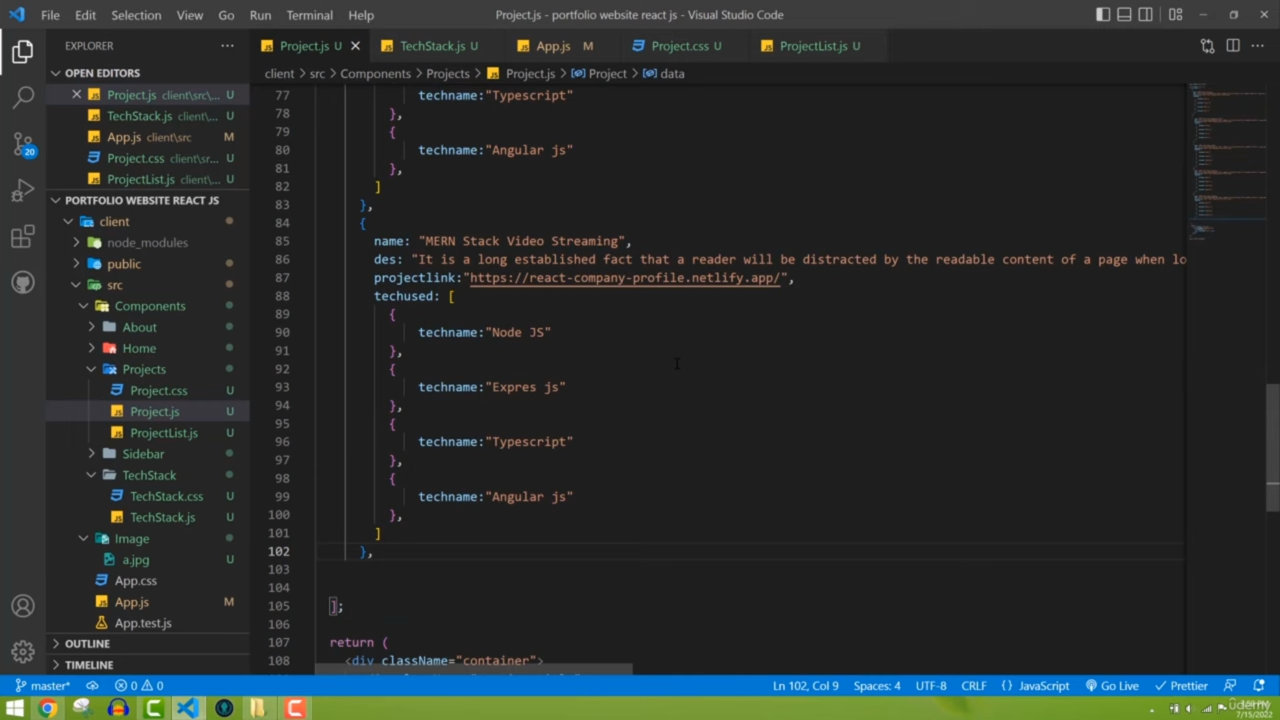 File Edit Selection View Go Run Terminal Help Project.js - portfolio website react js - Visual Studio Code
EXPLORER
Project.js U TechStack.js U App.js M Project.css U ProjectList.js U
client > src > Components > Projects > Project.js > Project > data
OPEN EDITORS
Project.js client\src\... U
TechStack.js client\... U
App.js client\src M
Project.css client\sr... U
ProjectList.js client\... U
PORTFOLIO WEBSITE REACT JS
client
node_modules
public
src
Components
About
Home
Projects
Project.css U
Project.js U
ProjectList.js U
Sidebar
TechStack
TechStack.css U
TechStack.js U
Image
a.jpg U
App.css
App.js M
App.test.js
OUTLINE
TIMELINE
20
77 techname:"Typescript"
78 },
79 {
80 techname:"Angular js"
81 },
82 ]
83 },
84 {
85 name: "MERN Stack Video Streaming",
86 des: "It is a long established fact that a reader will be distracted by the readable content of a page when lo
87 projectlink:"https://react-company-profile.netlify.app/",
88 techused: [
89 {
90 techname:"Node JS"
91 },
92 {
93 techname:"Expres js"
94 },
95 {
96 techname:"Typescript"
97 },
98 {
99 techname:"Angular js"
100 },
101 ]
102 },
103
104
105 ];
106
107 return (
108 <div className="container">
master* 0 0 Ln 102, Col 9 Spaces: 4 UTF-8 CRLF {} JavaScript Go Live Prettier
udemy
7/15/2022